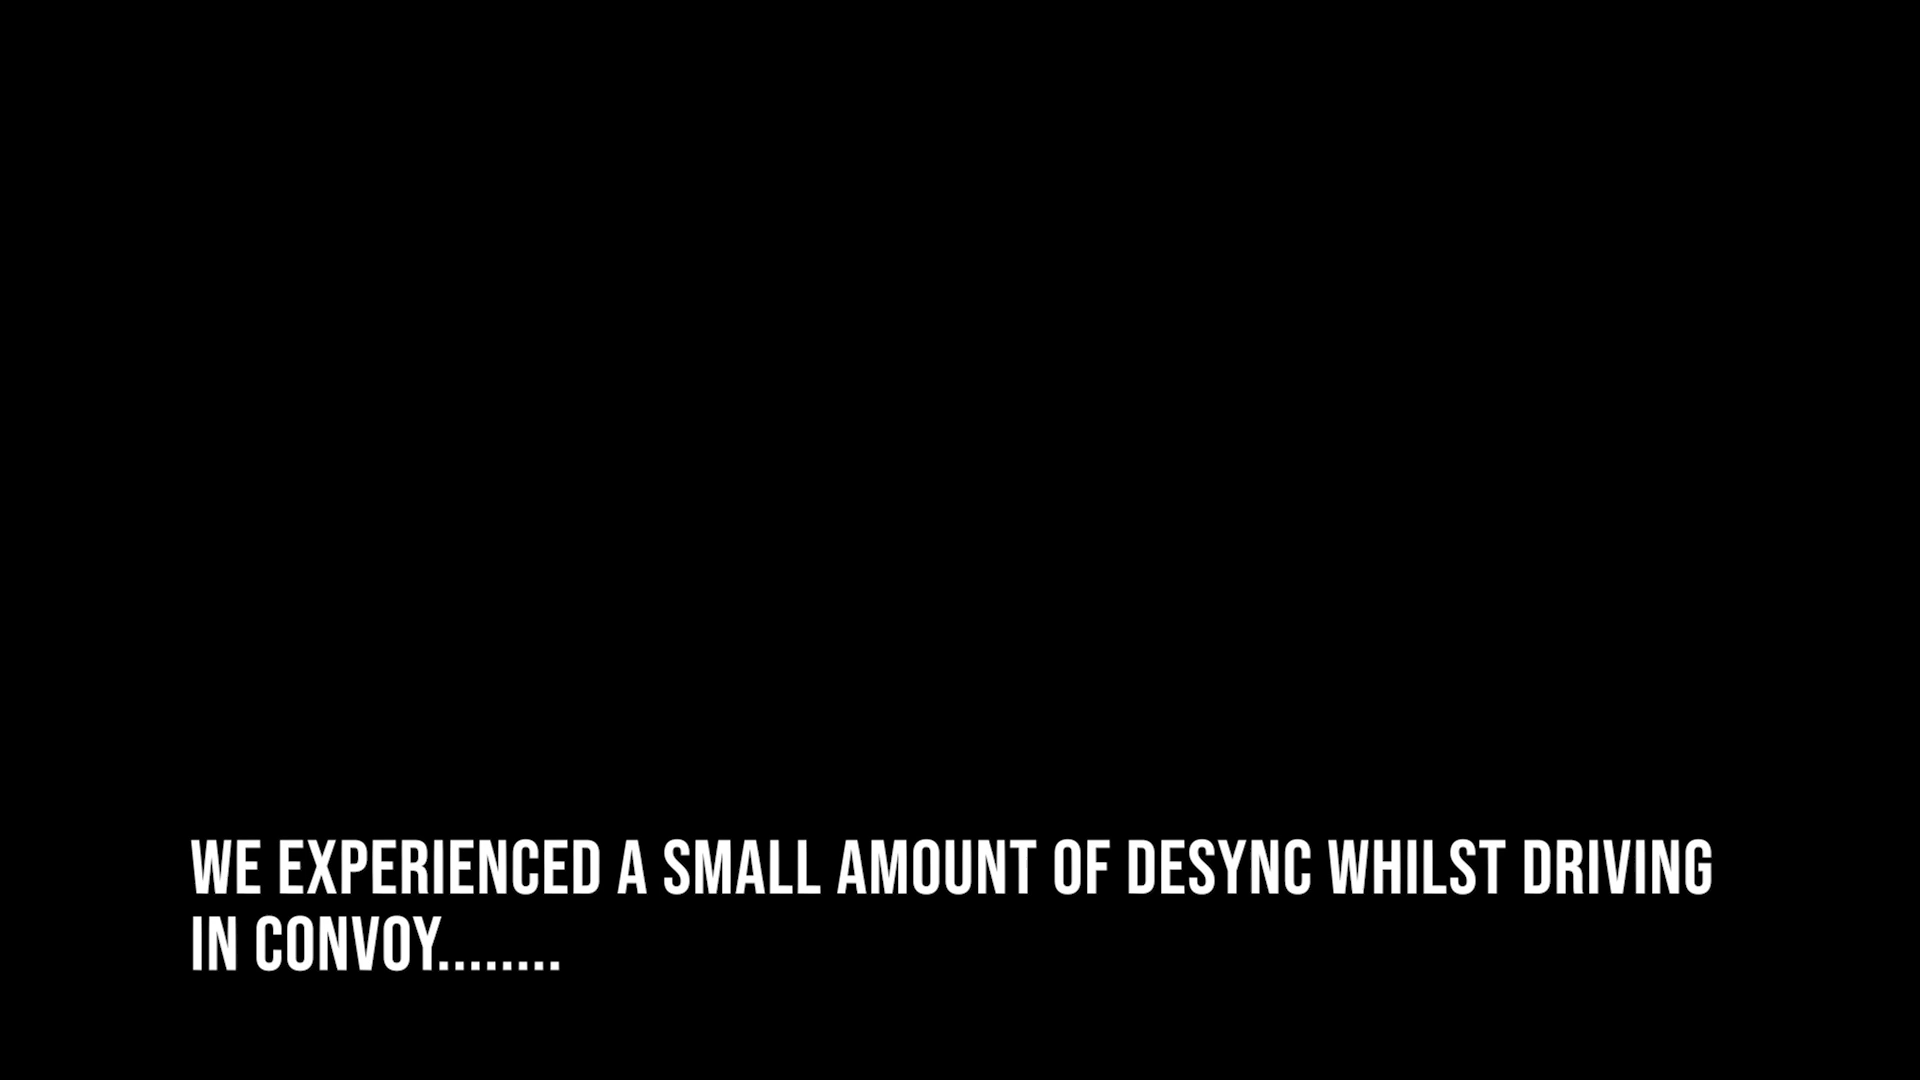 WE EXPERIENCED A SMALL AMOUNT OF DESYNC WHILST DRIVING
IN CONVOY........